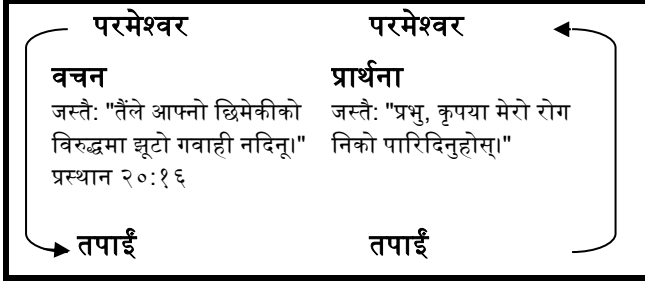 परमेश्वर
वचन
जस्तै: "तैंले आफ्नो छिमेकीको
विरुद्धमा झूटो गवाही नदिनू।"
प्रस्थान २०:१६
तपाईं
परमेश्वर
प्रार्थना
जस्तै: "प्रभु, कृपया मेरो रोग
निको पारिदिनुहोस्।"
तपाईं